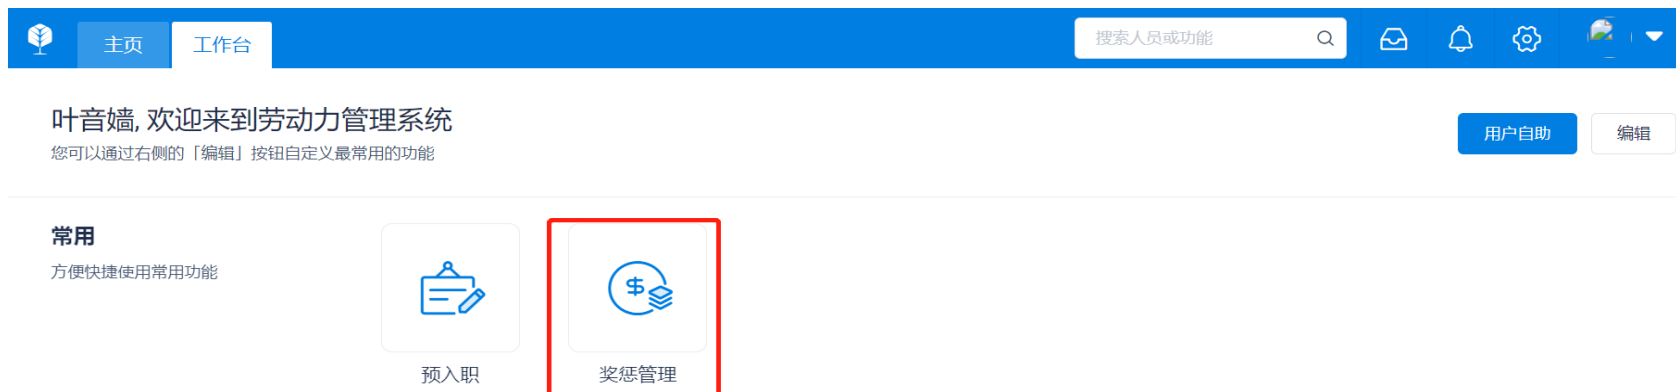 主页 工作台 搜索人员或功能
叶音嫱, 欢迎来到劳动力管理系统
您可以通过右侧的「编辑」按钮自定义最常用的功能
用户自助 编辑
常用
方便快捷使用常用功能
预入职 奖惩管理